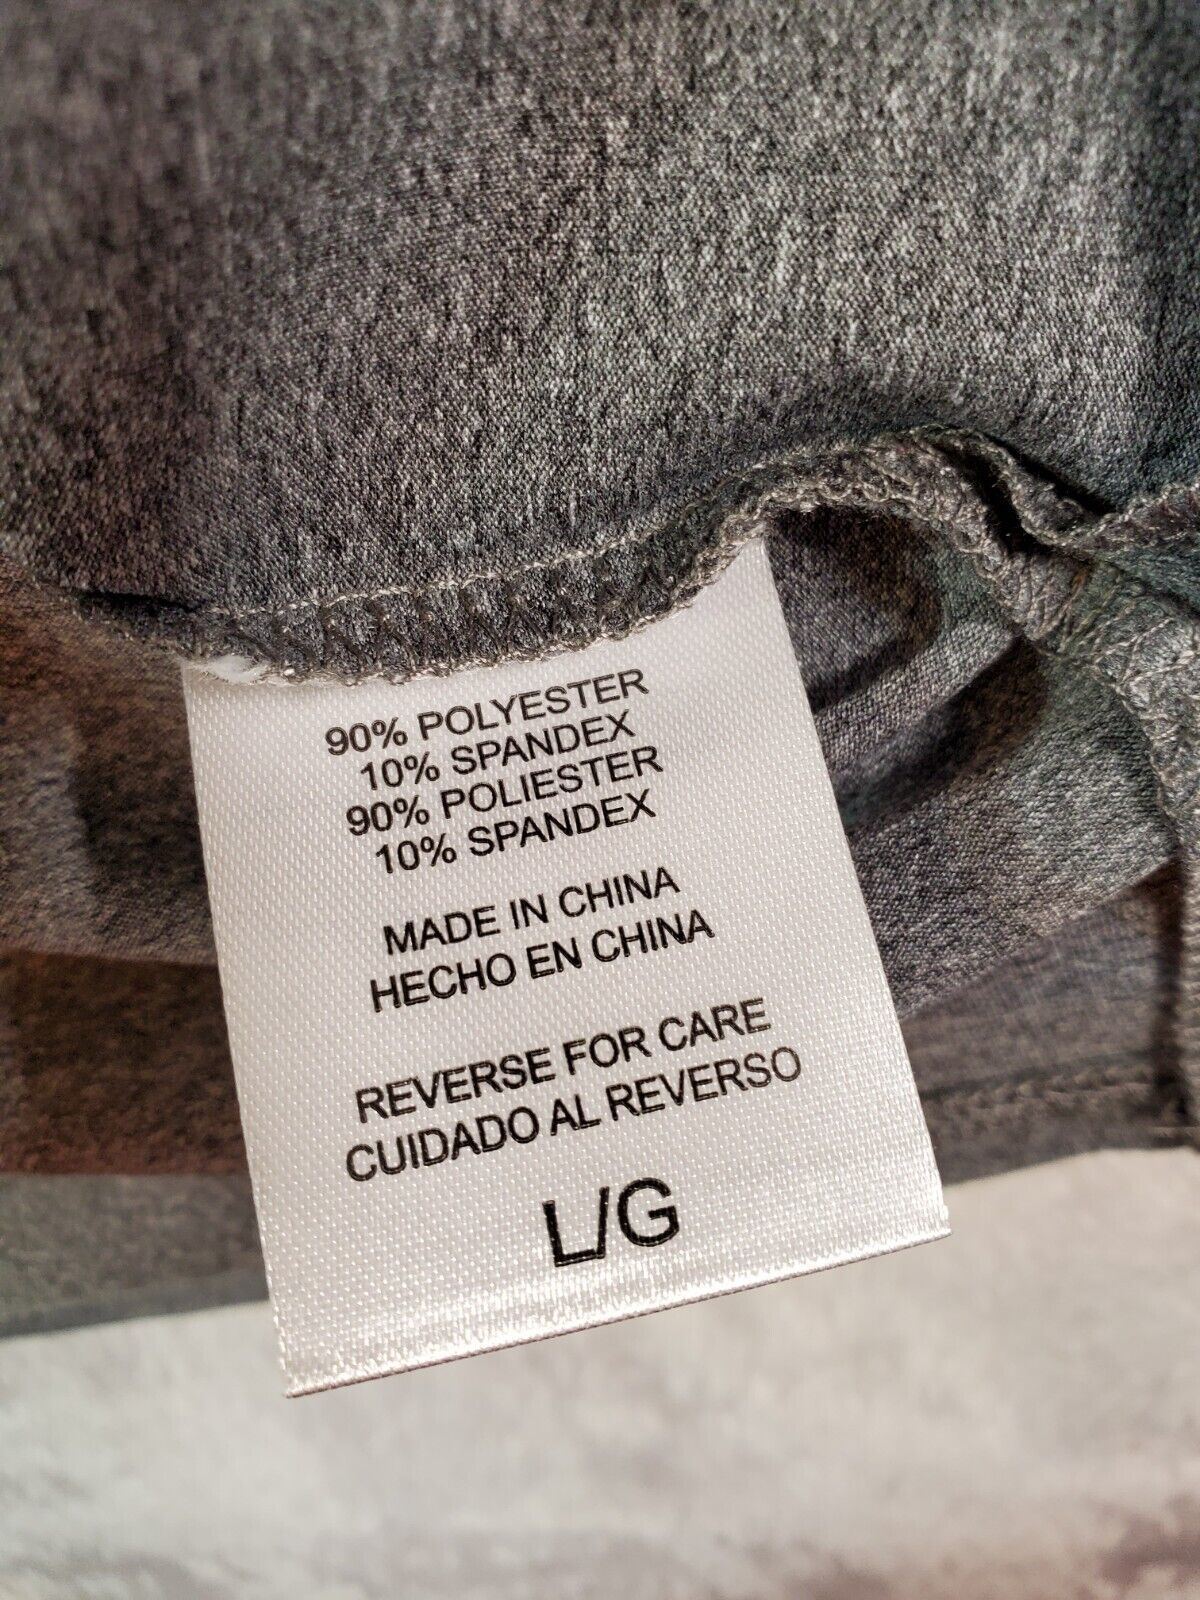 90% POLYESTER
10% SPANDEX
90% POLIESTER
10% SPANDEX
MADE IN CHINA
HECHO EN CHINA
REVERSE FOR CARE
CUIDADO AL REVERSO
L/G